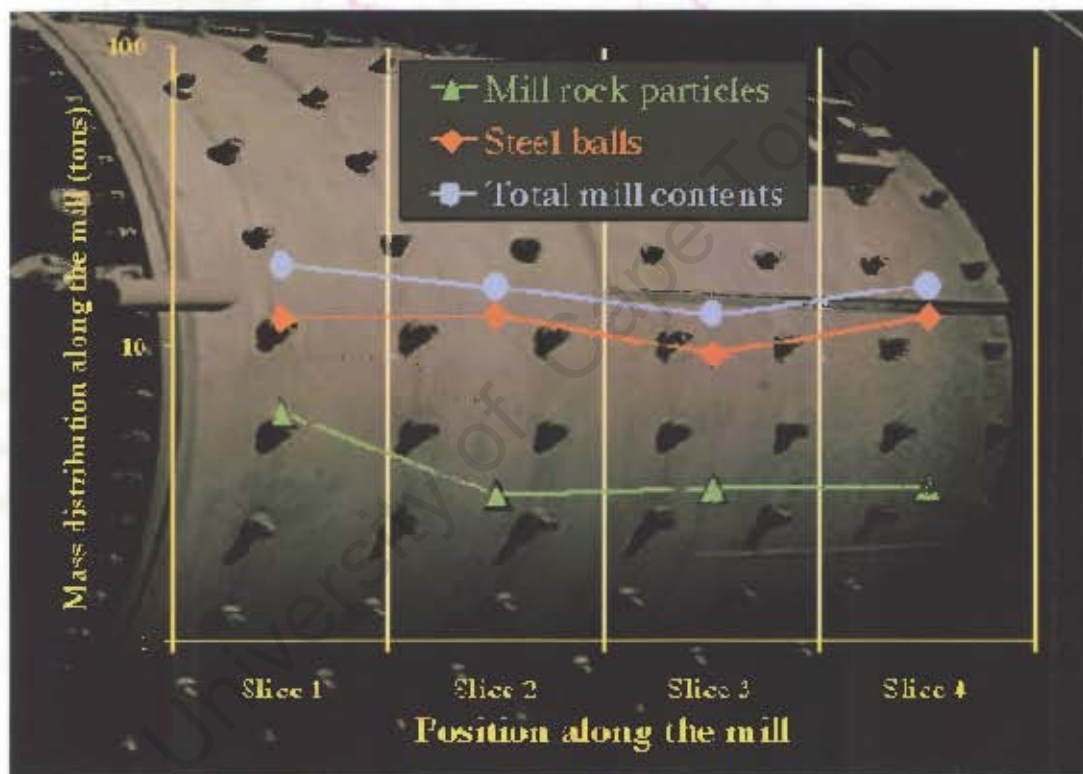 100
Mill rock particles
Steel balls
Total mill contents
Mass distribution along the mill (tons)
10
Slice 1
Slice 2
Slice 3
Slice 4
Position along the mill
University of Cape Town